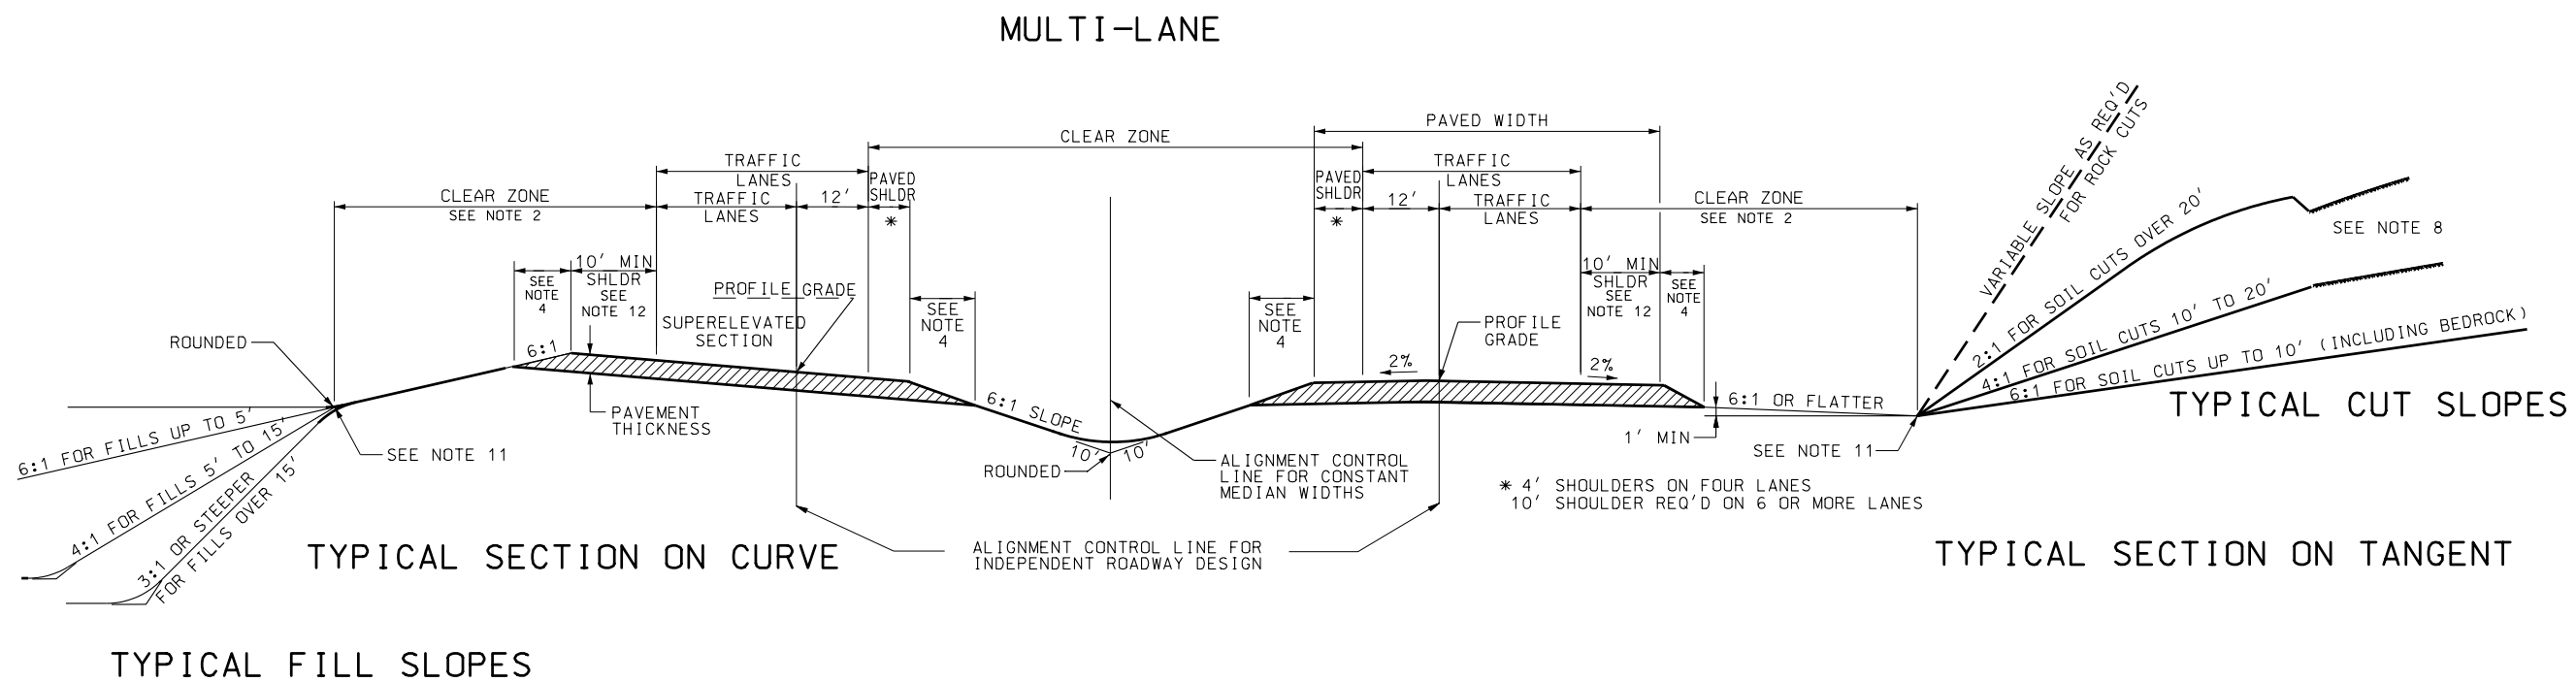 MULTI-LANE
CLEAR ZONE
SEE NOTE 2
TRAFFIC
LANES
TRAFFIC
LANES
12'
PAVED
SHLDR
*
CLEAR ZONE
PAVED WIDTH
PAVED
SHLDR
*
12'
TRAFFIC
LANES
TRAFFIC
LANES
CLEAR ZONE
SEE NOTE 2
SEE
NOTE
4
10' MIN
SHLDR
SEE
NOTE 12
PROFILE GRADE
SUPERELEVATED
SECTION
SEE
NOTE
4
SEE
NOTE
4
PROFILE
GRADE
10' MIN
SHLDR
SEE
NOTE 12
SEE
NOTE
4
2%
2%
ROUNDED
6:1
PAVEMENT
THICKNESS
SEE NOTE 11
6:1 FOR FILLS UP TO 5'
4:1 FOR FILLS 5' TO 15'
3:1 OR STEEPER
FOR FILLS OVER 15'
6:1 SLOPE
10'
10'
ROUNDED
ALIGNMENT CONTROL
LINE FOR CONSTANT
MEDIAN WIDTHS
6:1 OR FLATTER
1' MIN
SEE NOTE 11
* 4' SHOULDERS ON FOUR LANES
10' SHOULDER REQ'D ON 6 OR MORE LANES
VARIABLE SLOPE AS REQ'D
FOR ROCK CUTS
2:1 FOR SOIL CUTS OVER 20'
SEE NOTE 8
4:1 FOR SOIL CUTS 10' TO 20'
6:1 FOR SOIL CUTS UP TO 10' (INCLUDING BEDROCK)
TYPICAL CUT SLOPES
TYPICAL SECTION ON CURVE
ALIGNMENT CONTROL LINE FOR
INDEPENDENT ROADWAY DESIGN
TYPICAL SECTION ON TANGENT
TYPICAL FILL SLOPES